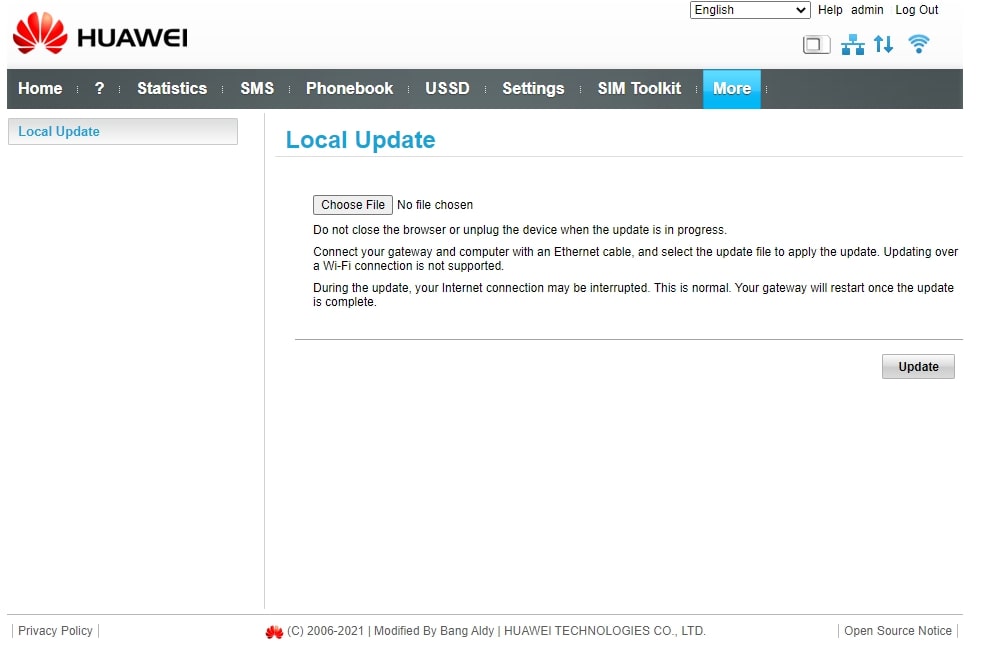 English Help admin Log Out
HUAWEI
Home ? Statistics SMS Phonebook USSD Settings SIM Toolkit More
Local Update
Local Update
Choose File No file chosen
Do not close the browser or unplug the device when the update is in progress.
Connect your gateway and computer with an Ethernet cable, and select the update file to apply the update. Updating over
a Wi-Fi connection is not supported.
During the update, your Internet connection may be interrupted. This is normal. Your gateway will restart once the update
is complete.
Update
Privacy Policy (C) 2006-2021 | Modified By Bang Aldy | HUAWEI TECHNOLOGIES CO., LTD. Open Source Notice